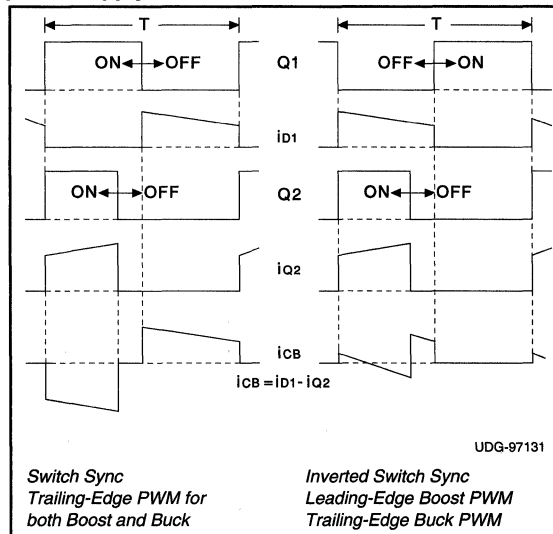 T T
ON OFF Q1 OFF ON
iD1
ON OFF Q2 ON OFF
iQ2
iCB
iCB = iD1 - iQ2
UDG-97131
Switch Sync
Trailing-Edge PWM for
both Boost and Buck
Inverted Switch Sync
Leading-Edge Boost PWM
Trailing-Edge Buck PWM